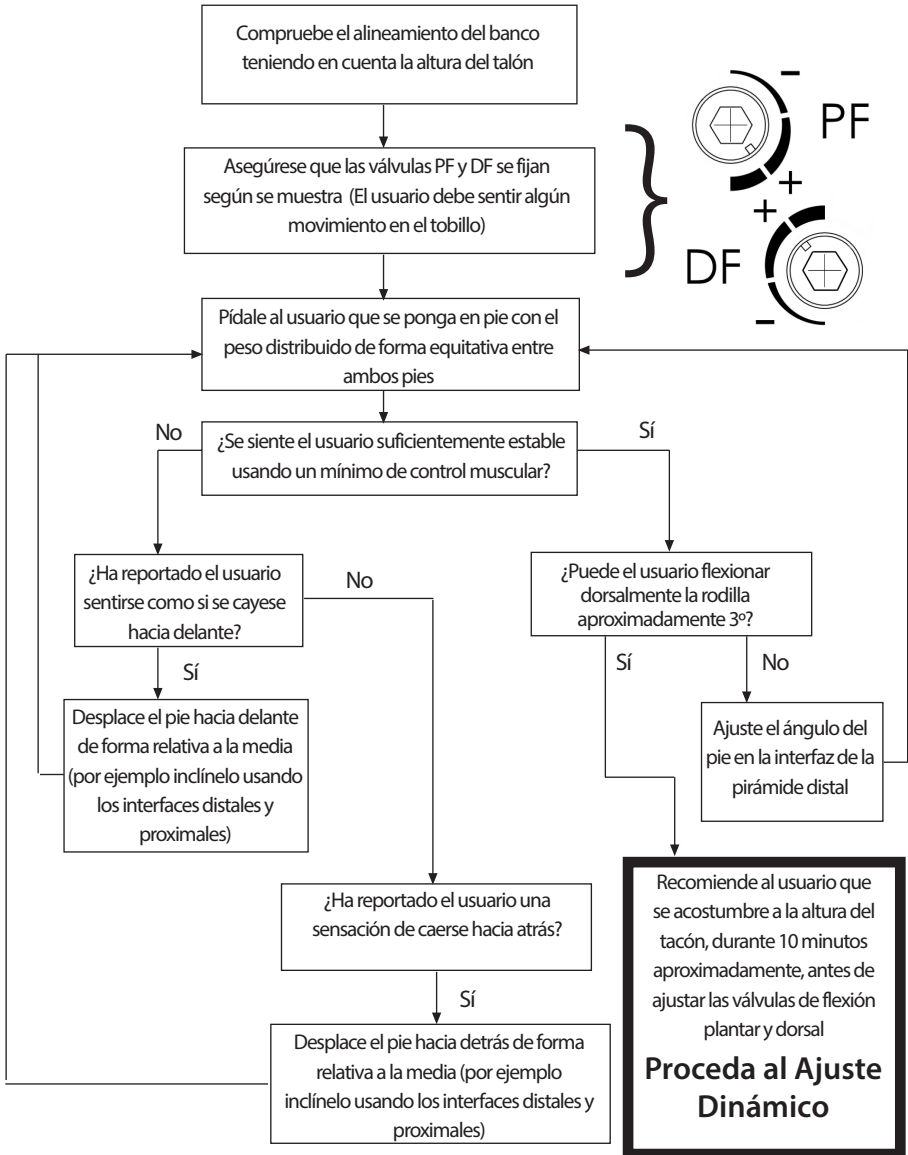 Compruebe el alineamiento del banco
teniendo en cuenta la altura del talón
Asegúrese que las válvulas PF y DF se fijan
según se muestra (El usuario debe sentir algún
movimiento en el tobillo)
}
-
PF
+
+
DF
-
Pídale al usuario que se ponga en pie con el
peso distribuido de forma equitativa entre
ambos pies
No
¿Se siente el usuario suficientemente estable
usando un mínimo de control muscular?
Sí
¿Ha reportado el usuario
sentirse como si se cayese
hacia delante?
No
Sí
Desplace el pie hacia delante
de forma relativa a la media
(por ejemplo inclínelo usando
los interfaces distales y
proximales)
¿Ha reportado el usuario una
sensación de caerse hacia atrás?
Sí
Desplace el pie hacia detrás de forma
relativa a la media (por ejemplo
inclínelo usando los interfaces distales y
proximales)
¿Puede el usuario flexionar
dorsalmente la rodilla
aproximadamente 3º?
Sí
No
Ajuste el ángulo del
pie en la interfaz de la
pirámide distal
Recomiende al usuario que
se acostumbre a la altura del
tacón, durante 10 minutos
aproximadamente, antes de
ajustar las válvulas de flexión
plantar y dorsal
Proceda al Ajuste
Dinámico